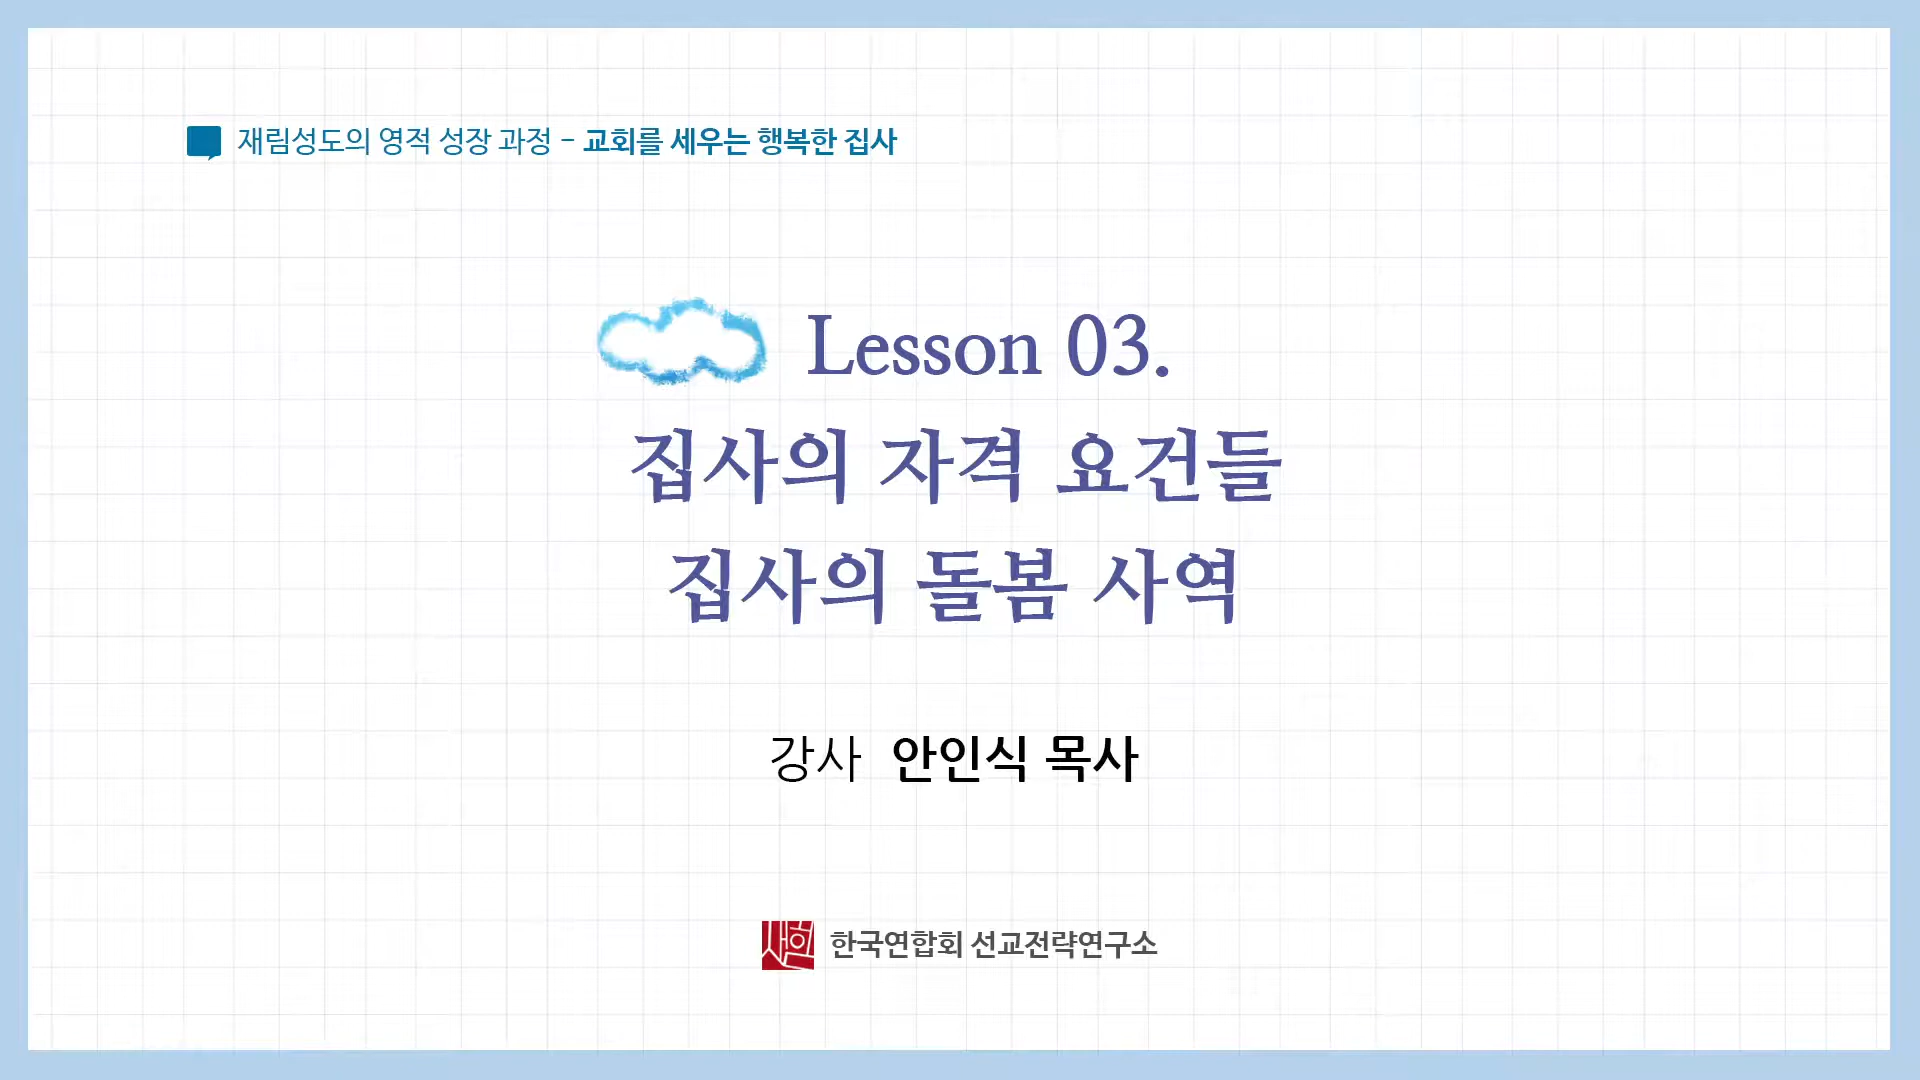 재림성도의 영적 성장 과정 - 교회를 세우는 행복한 집사
Lesson 03.
집사의 자격 요건들
집사의 돌봄 사역
강사 안인식 목사
재림 한국연합회 선교전략연구소